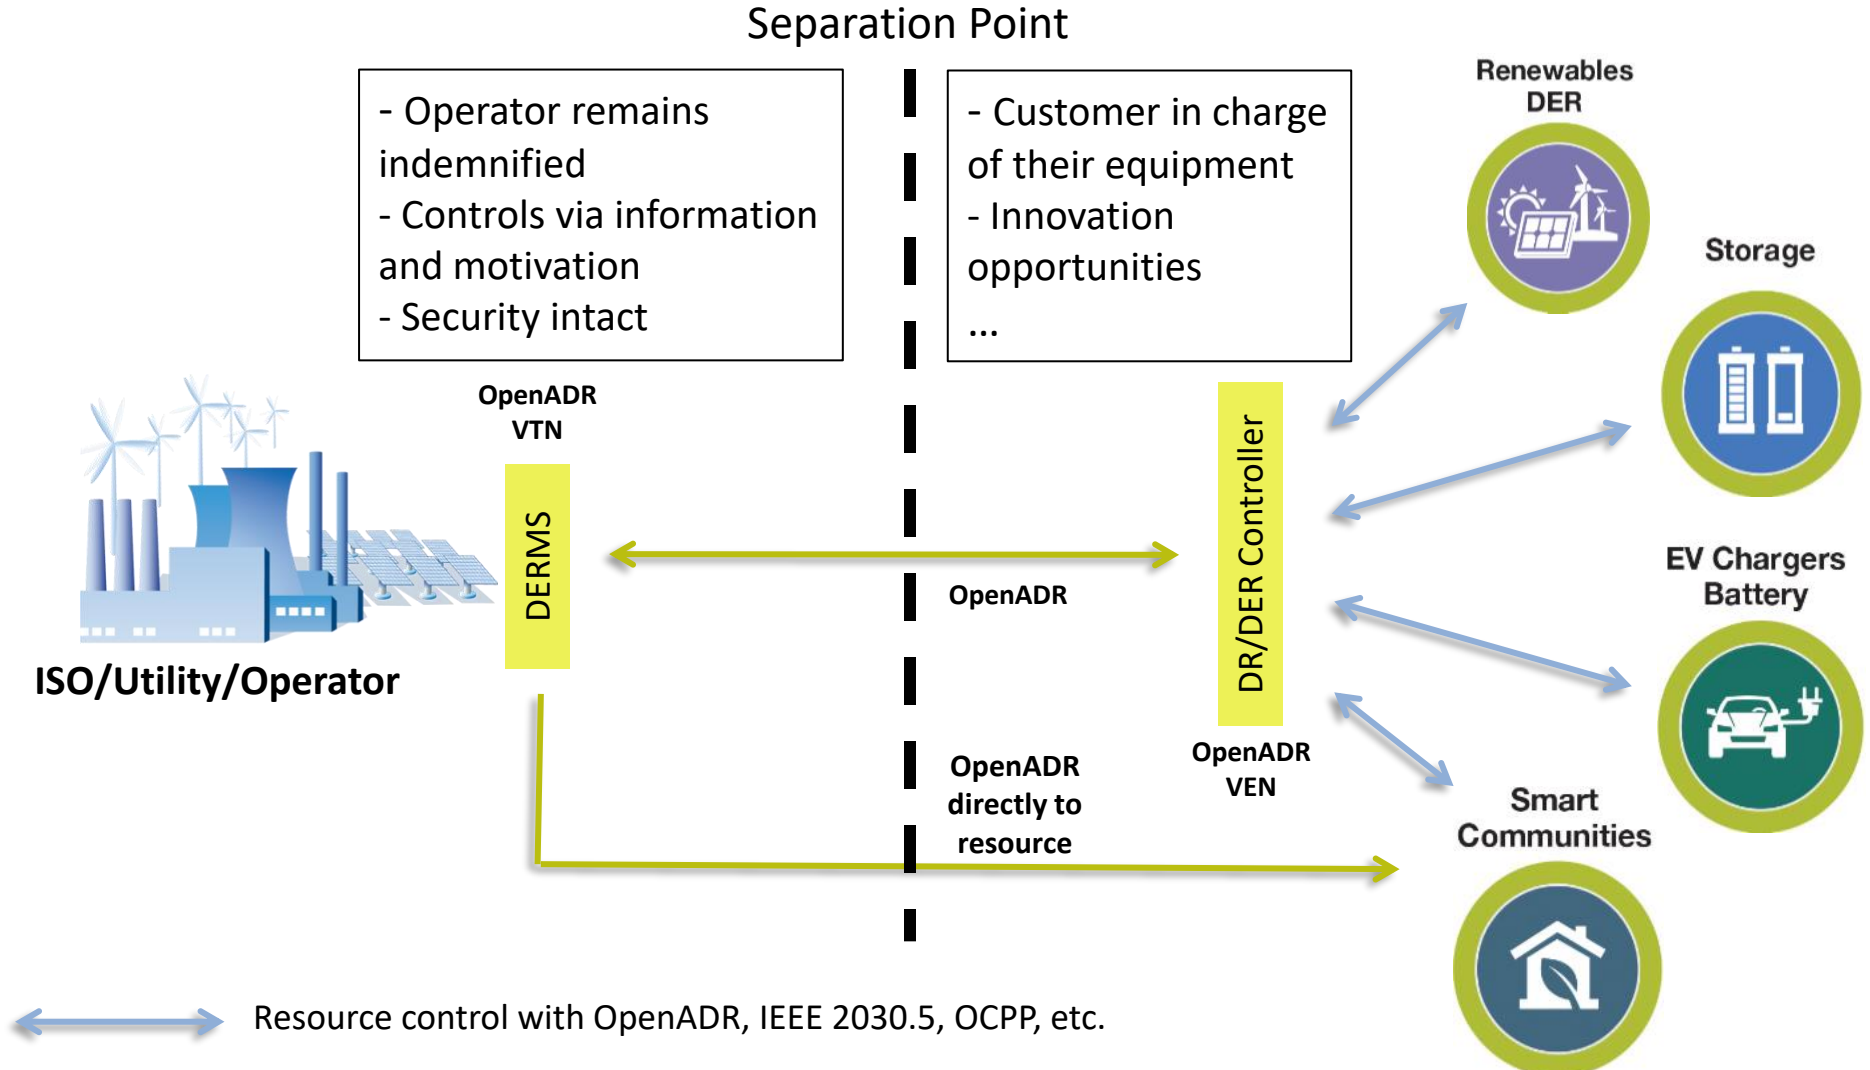 Separation Point
- Operator remains
indemnified
- Controls via information
and motivation
- Security intact
- Customer in charge
of their equipment
- Innovation
opportunities
...
Renewables
DER
Storage
OpenADR
VTN
DERMS
ISO/Utility/Operator
OpenADR
DR/DER Controller
OpenADR
VEN
EV Chargers
Battery
OpenADR
directly to
resource
Smart
Communities
Resource control with OpenADR, IEEE 2030.5, OCPP, etc.